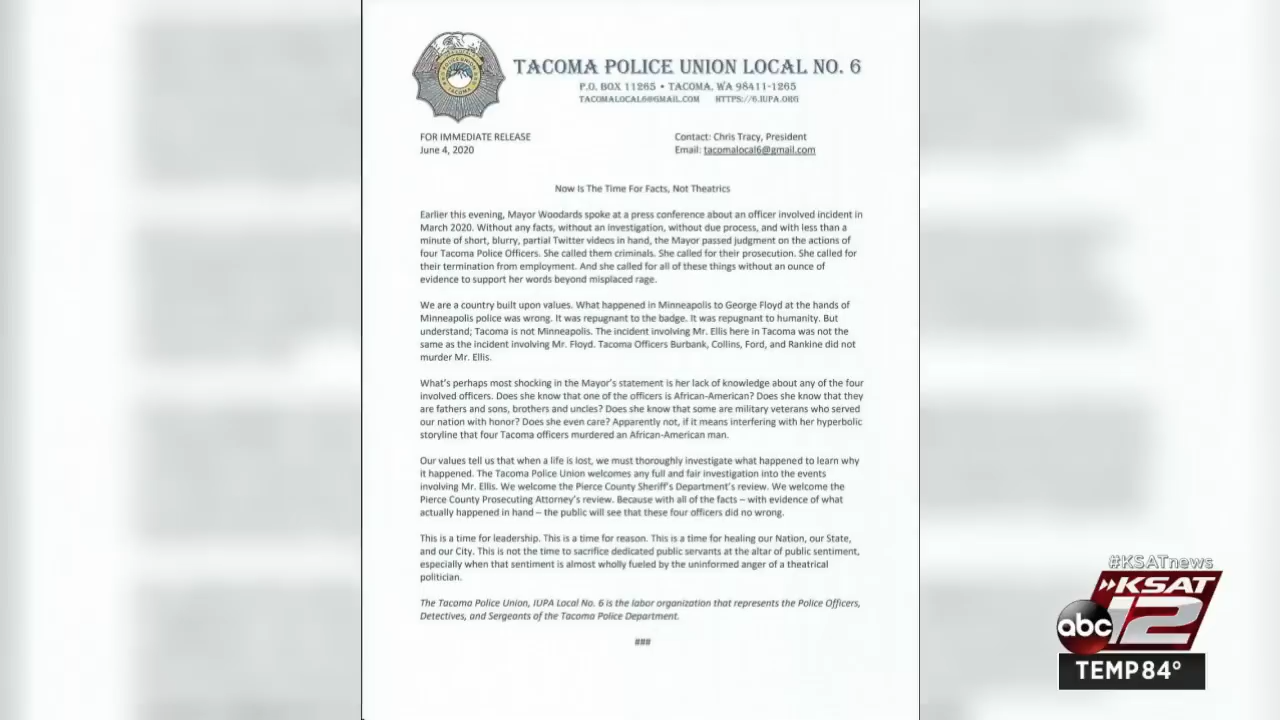 TACOMA POLICE UNION LOCAL NO. 6
P.O. BOX 11265 • TACOMA, WA 98411-1265
TACOMALOCAL6@GMAIL.COM HTTPS://6.IUPA.ORG
FOR IMMEDIATE RELEASE
June 4, 2020
Contact: Chris Tracy, President
Email: tacomalocal6@gmail.com
Now Is The Time For Facts, Not Theatrics
Earlier this evening, Mayor Woodards spoke at a press conference about an officer involved incident in
March 2020. Without any facts, without an investigation, without due process, and with less than a
minute of short, blurry, partial Twitter videos in hand, the Mayor passed judgment on the actions of
four Tacoma Police Officers. She called them criminals. She called for their prosecution. She called for
their termination from employment. And she called for all of these things without an ounce of
evidence to support her words beyond misplaced rage.
We are a country built upon values. What happened in Minneapolis to George Floyd at the hands of
Minneapolis police was wrong. It was repugnant to the badge. It was repugnant to humanity. But
understand; Tacoma is not Minneapolis. The incident involving Mr. Ellis here in Tacoma was not the
same as the incident involving Mr. Floyd. Tacoma Officers Burbank, Collins, Ford, and Rankine did not
murder Mr. Ellis.
What's perhaps most shocking in the Mayor's statement is her lack of knowledge about any of the four
involved officers. Does she know that one of the officers is African-American? Does she know that they
are fathers and sons, brothers and uncles? Does she know that some are military veterans who served
our nation with honor? Does she even care? Apparently not, if it means interfering with her hyperbolic
storyline that four Tacoma officers murdered an African-American man.
Our values tell us that when a life is lost, we must thoroughly investigate what happened to learn why
it happened. The Tacoma Police Union welcomes any full and fair investigation into the events
involving Mr. Ellis. We welcome the Pierce County Sheriff's Department's review. We welcome the
Pierce County Prosecuting Attorney's review. Because with all of the facts – with evidence of what
actually happened in hand – the public will see that these four officers did no wrong.
This is a time for leadership. This is a time for reason. This is a time for healing our Nation, our State,
and our City. This is not the time to sacrifice dedicated public servants at the altar of public sentiment,
especially when that sentiment is almost wholly fueled by the uninformed anger of a theatrical
politician.
The Tacoma Police Union, IUPA Local No. 6 is the labor organization that represents the Police Officers,
Detectives, and Sergeants of the Tacoma Police Department.
###
#KSATnews
KSAT
abc 12
TEMP 84°